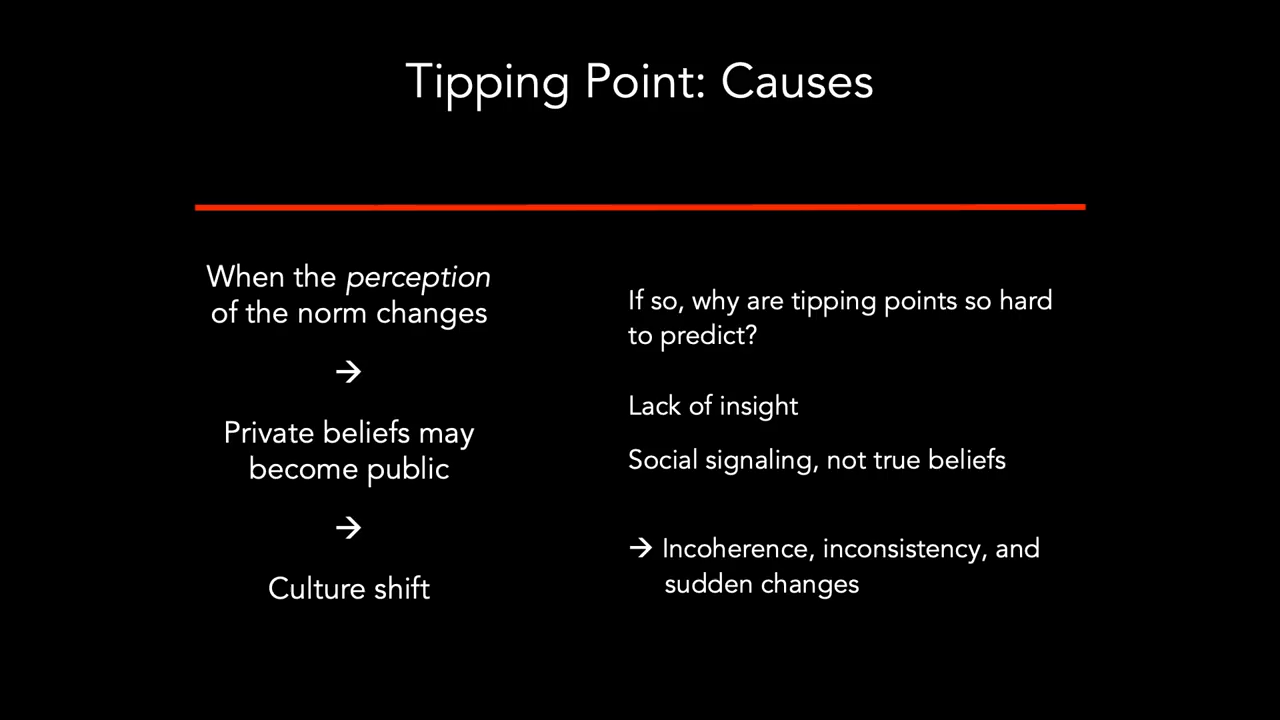 Tipping Point: Causes
When the perception
of the norm changes
→
Private beliefs may
become public
→
Culture shift
If so, why are tipping points so hard
to predict?
Lack of insight
Social signaling, not true beliefs
→ Incoherence, inconsistency, and
sudden changes